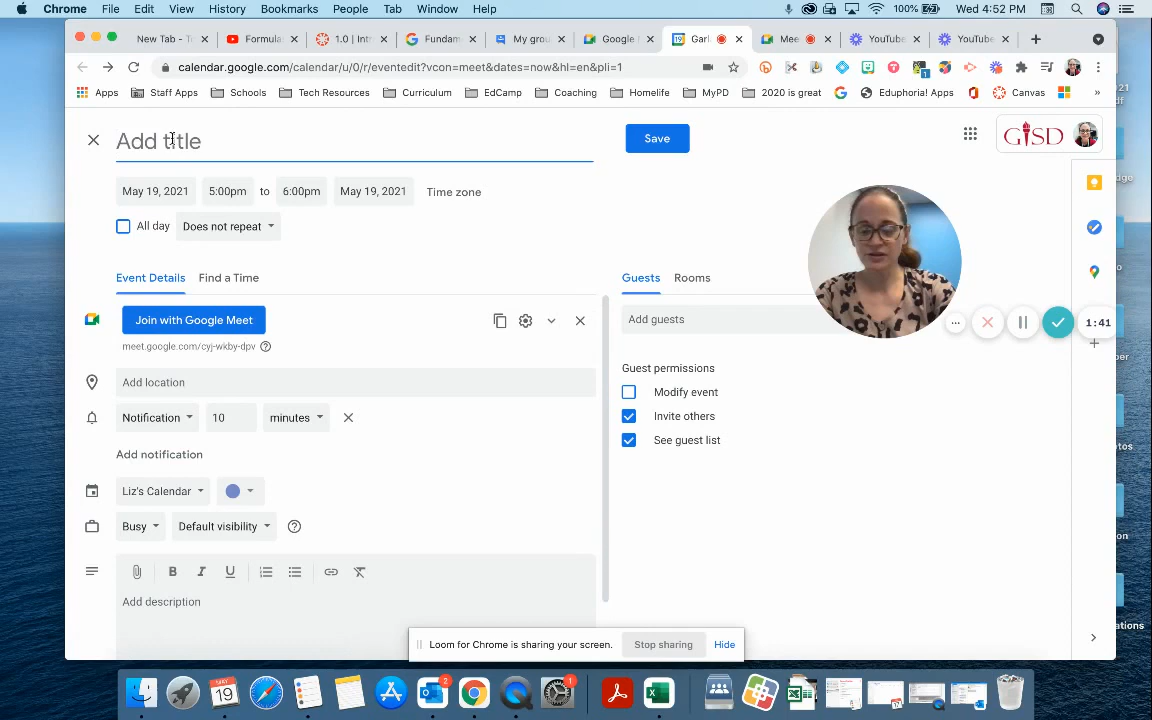 Chrome File Edit View History Bookmarks People Tab Window Help 100% Wed 4:52 PM
New Tab - T Formula 1.0 | Int Fundam My grou Google Garl Mee YouTube YouTube
calendar.google.com/calendar/u/0/r/eventedit?vcon=meet&dates=now&hl=en&pli=1
Apps Staff Apps Schools Tech Resources Curriculum EdCamp Coaching Homelife MyPD 2020 is great Eduphoria! Apps Canvas »
Add title
Save
GISD
May 19, 2021 5:00pm to 6:00pm May 19, 2021 Time zone
All day Does not repeat
Event Details Find a Time
Guests Rooms
Join with Google Meet
meet.google.com/cyj-wkby-dpv
Add guests
1:41
Guest permissions
Modify event
Invite others
See guest list
Add location
Notification 10 minutes
Add notification
Liz's Calendar
Busy Default visibility
B I U
Add description
Loom for Chrome is sharing your screen. Stop sharing Hide
MAY
19
2
1